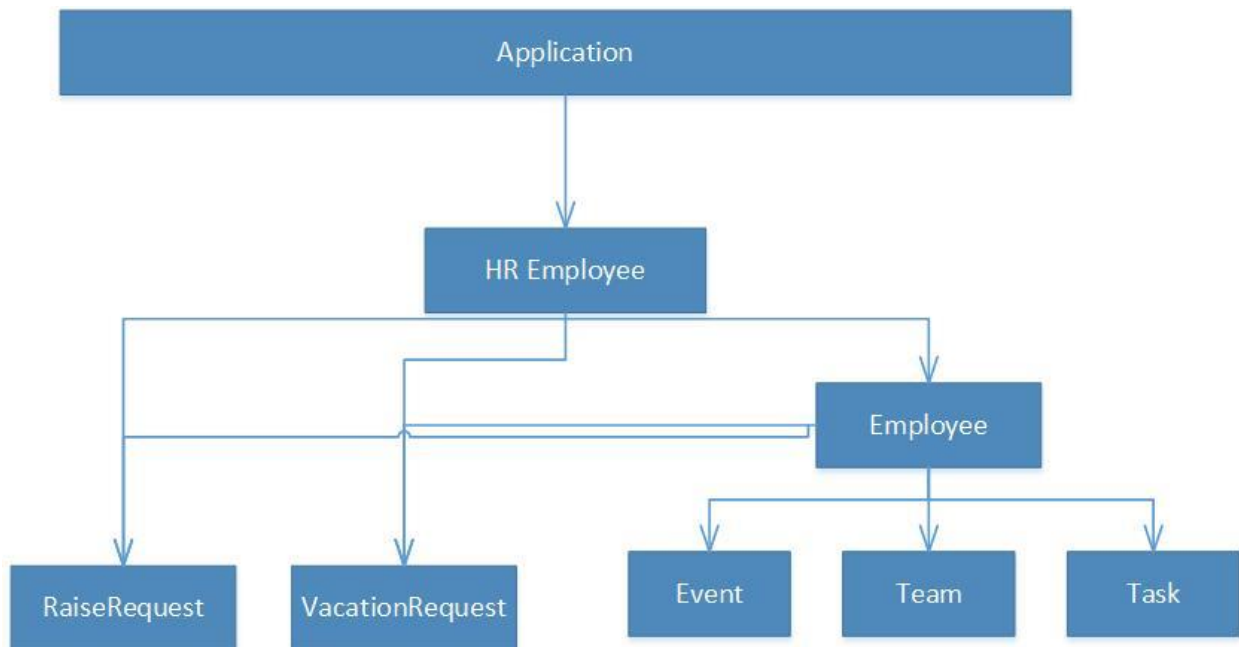 Application
HR Employee
Employee
RaiseRequest
VacationRequest
Event
Team
Task